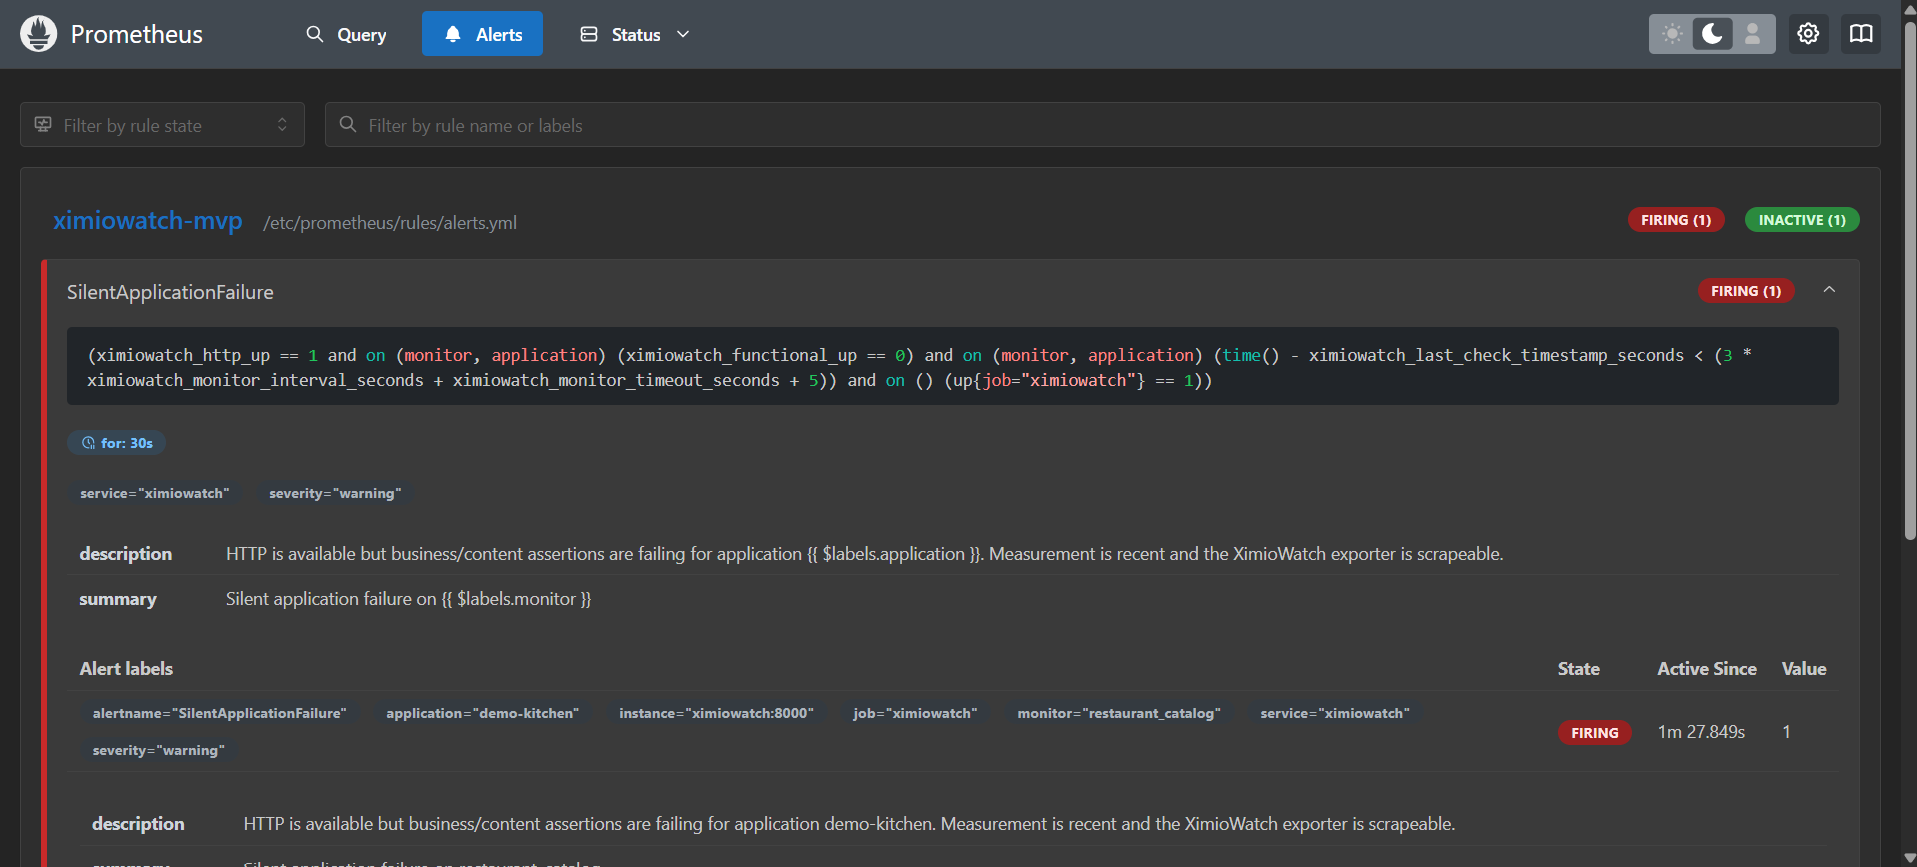 Prometheus
Query
Alerts
Status
Filter by rule state
Filter by rule name or labels
ximiowatch-mvp /etc/prometheus/rules/alerts.yml
FIRING (1)
INACTIVE (1)
SilentApplicationFailure
FIRING (1)
(ximiowatch_http_up == 1 and on (monitor, application) (ximiowatch_functional_up == 0) and on (monitor, application) (time() - ximiowatch_last_check_timestamp_seconds < (3 *
ximiowatch_monitor_interval_seconds + ximiowatch_monitor_timeout_seconds + 5)) and on () (up{job="ximiowatch"} == 1))
for: 30s
service="ximiowatch" severity="warning"
description HTTP is available but business/content assertions are failing for application {{ $labels.application }}. Measurement is recent and the XimioWatch exporter is scrapeable.
summary Silent application failure on {{ $labels.monitor }}
Alert labels State Active Since Value
alertname="SilentApplicationFailure" application="demo-kitchen" instance="ximiowatch:8000" job="ximiowatch" monitor="restaurant_catalog" service="ximiowatch"
severity="warning"
FIRING 1m 27.849s 1
description HTTP is available but business/content assertions are failing for application demo-kitchen. Measurement is recent and the XimioWatch exporter is scrapeable.
summary Silent application failure on restaurant_catalog